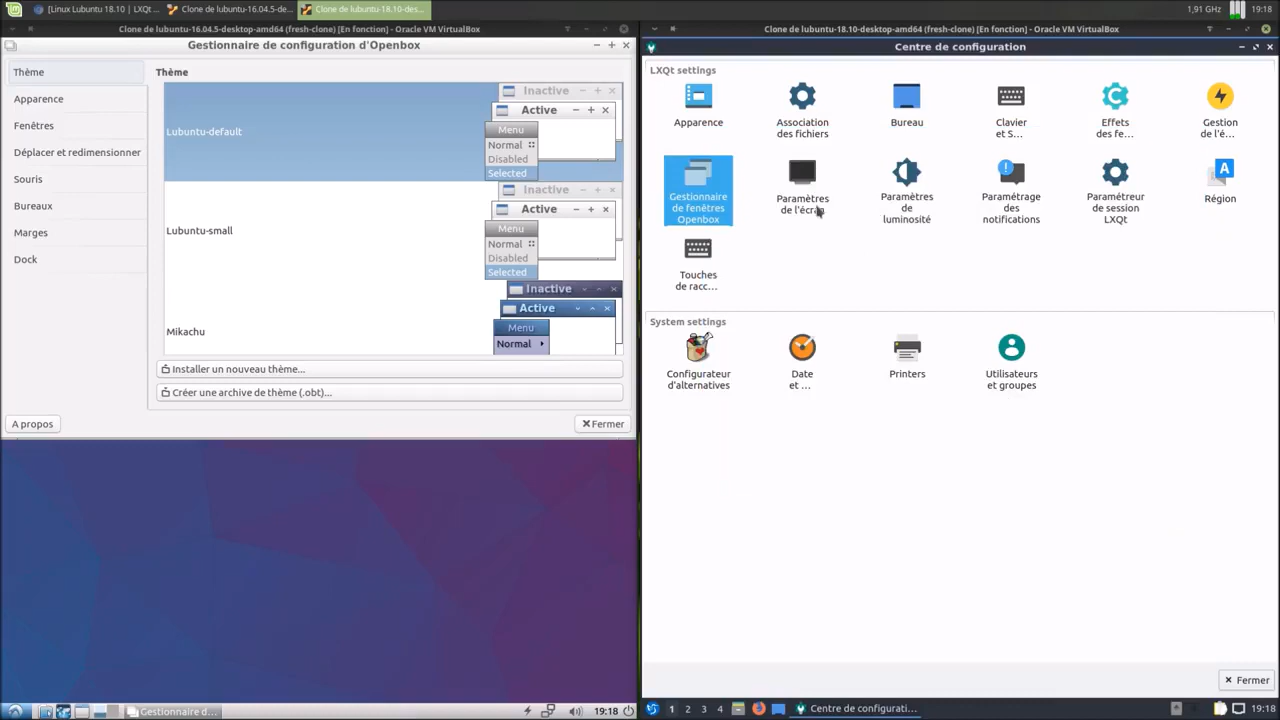 [Linux Lubuntu 18.10 | LXQt ...
Clone de lubuntu-16.04.5-de...
Clone de lubuntu-18.10-des...
1,91 GHz
19:18
Clone de lubuntu-16.04.5-desktop-amd64 (fresh-clone) [En fonction] - Oracle VM VirtualBox
Gestionnaire de configuration d'Openbox
Thème
Apparence
Fenêtres
Déplacer et redimensionner
Souris
Bureaux
Marges
Dock
Thème
Inactive
Active
Menu
Normal
Disabled
Selected
Lubuntu-default
Inactive
Active
Menu
Normal
Disabled
Selected
Lubuntu-small
Inactive
Active
Menu
Normal
Mikachu
Installer un nouveau thème...
Créer une archive de thème (.obt)...
A propos
Fermer
Gestionnaire d...
19:18
Clone de lubuntu-18.10-desktop-amd64 (fresh-clone) [En fonction] - Oracle VM VirtualBox
Centre de configuration
LXQt settings
Apparence
Association
des fichiers
Bureau
Clavier
et S...
Effets
des fe...
Gestion
de l'é...
Gestionnaire
de fenêtres
Openbox
Paramètres
de l'écran
Paramètres
de
luminosité
Paramétrage
des
notifications
Paramétreur
de session
LXQt
Région
Touches
de racc...
System settings
Configurateur
d'alternatives
Date
et ...
Printers
Utilisateurs
et groupes
Fermer
1 2 3 4
Centre de configurati...
19:18